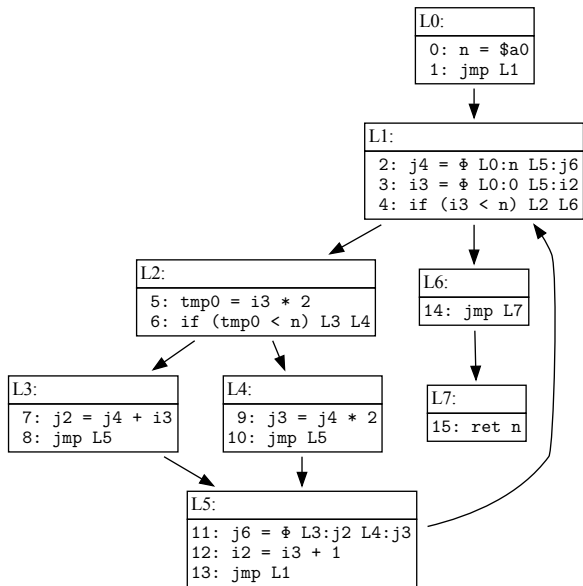 L0:
0: n = $a0
1: jmp L1
L1:
2: j4 = Φ L0:n L5:j6
3: i3 = Φ L0:0 L5:i2
4: if (i3 < n) L2 L6
L2:
5: tmp0 = i3 * 2
6: if (tmp0 < n) L3 L4
L6:
14: jmp L7
L3:
7: j2 = j4 + i3
8: jmp L5
L4:
9: j3 = j4 * 2
10: jmp L5
L7:
15: ret n
L5:
11: j6 = Φ L3:j2 L4:j3
12: i2 = i3 + 1
13: jmp L1